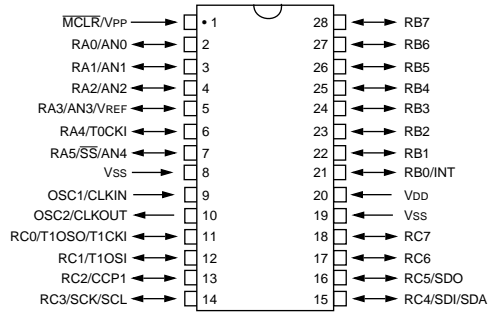 MCLR/VPP • 1 28 RB7
RA0/AN0 2 27 RB6
RA1/AN1 3 26 RB5
RA2/AN2 4 25 RB4
RA3/AN3/VREF 5 24 RB3
RA4/T0CKI 6 23 RB2
RA5/SS/AN4 7 22 RB1
VSS 8 21 RB0/INT
OSC1/CLKIN 9 20 VDD
OSC2/CLKOUT 10 19 VSS
RC0/T1OSO/T1CKI 11 18 RC7
RC1/T1OSI 12 17 RC6
RC2/CCP1 13 16 RC5/SDO
RC3/SCK/SCL 14 15 RC4/SDI/SDA